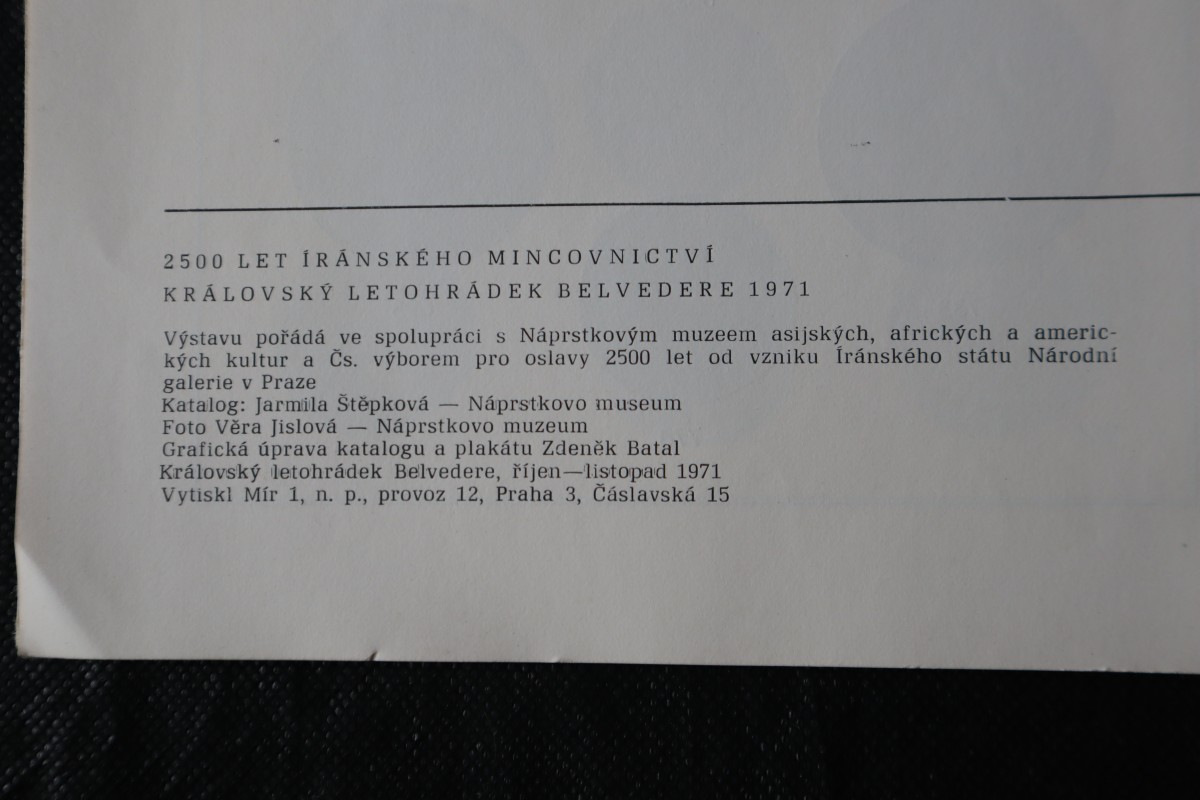 2500 LET ÍRÁNSKÉHO MINCOVNICTVÍ
KRÁLOVSKÝ LETOHRÁDEK BELVEDERE 1971
Výstavu pořádá ve spolupráci s Náprstkovým muzeem asijských, afrických a americ-
kých kultur a Čs. výborem pro oslavy 2500 let od vzniku Íránského státu Národní
galerie v Praze
Katalog: Jarmila Štěpková — Náprstkovo museum
Foto Věra Jislová — Náprstkovo muzeum
Grafická úprava katalogu a plakátu Zdeněk Batal
Královský letohrádek Belvedere, říjen—listopad 1971
Vytiskl Mír 1, n. p., provoz 12, Praha 3, Čáslavská 15